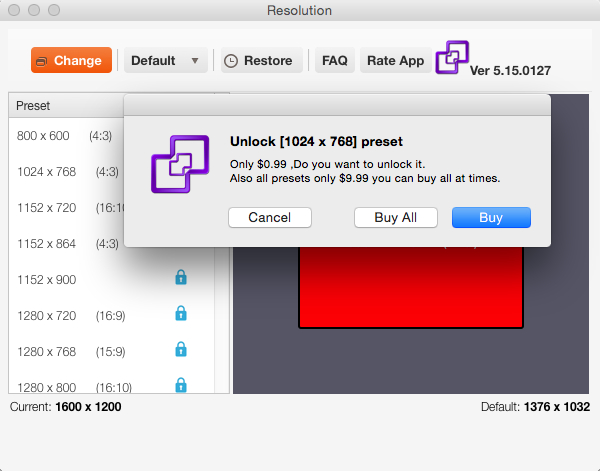 Resolution
Change
Default
Restore
FAQ
Rate App
Ver 5.15.0127
Preset
800 x 600 (4:3)
1024 x 768 (4:3)
1152 x 720 (16:10
1152 x 864 (4:3)
1152 x 900
1280 x 720 (16:9)
1280 x 768 (15:9)
1280 x 800 (16:10)
Unlock [1024 x 768] preset
Only $0.99 ,Do you want to unlock it.
Also all presets only $9.99 you can buy all at times.
Cancel
Buy All
Buy
Current: 1600 x 1200
Default: 1376 x 1032